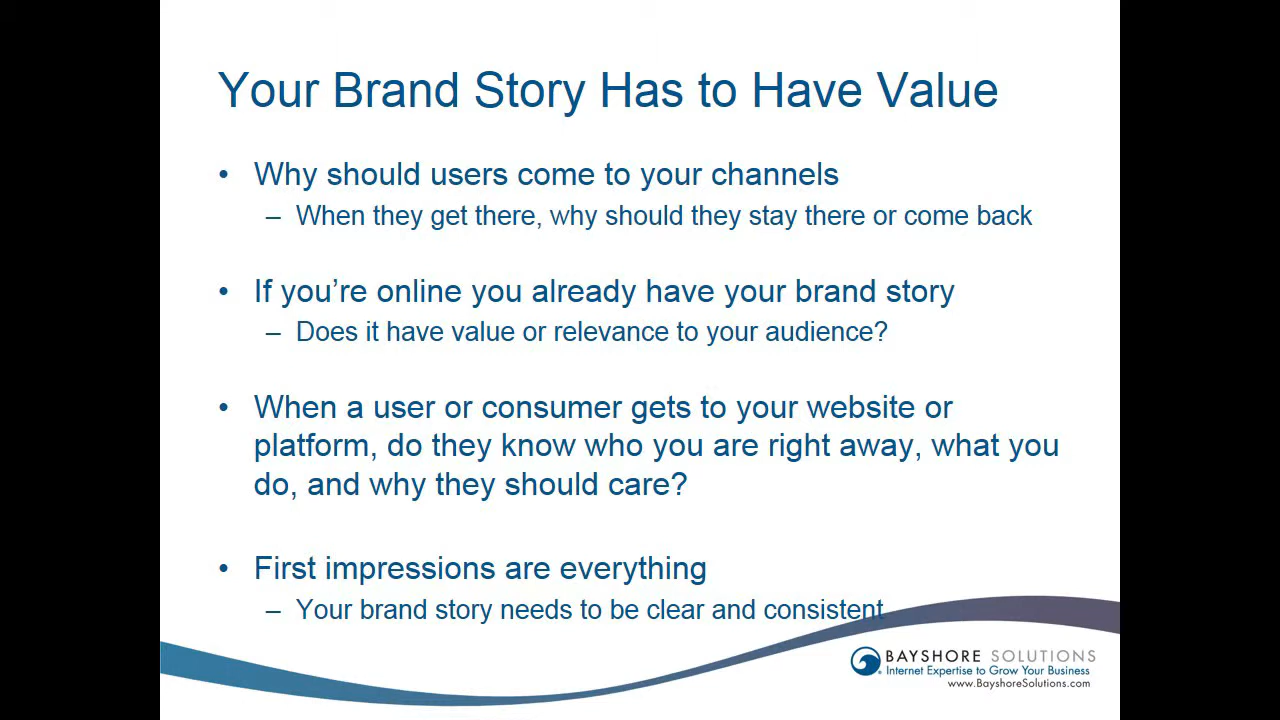 Your Brand Story Has to Have Value
• Why should users come to your channels
– When they get there, why should they stay there or come back
• If you’re online you already have your brand story
– Does it have value or relevance to your audience?
• When a user or consumer gets to your website or
platform, do they know who you are right away, what you
do, and why they should care?
• First impressions are everything
– Your brand story needs to be clear and consistent
BAYSHORE SOLUTIONS
Internet Expertise to Grow Your Business
www.BayshoreSolutions.com